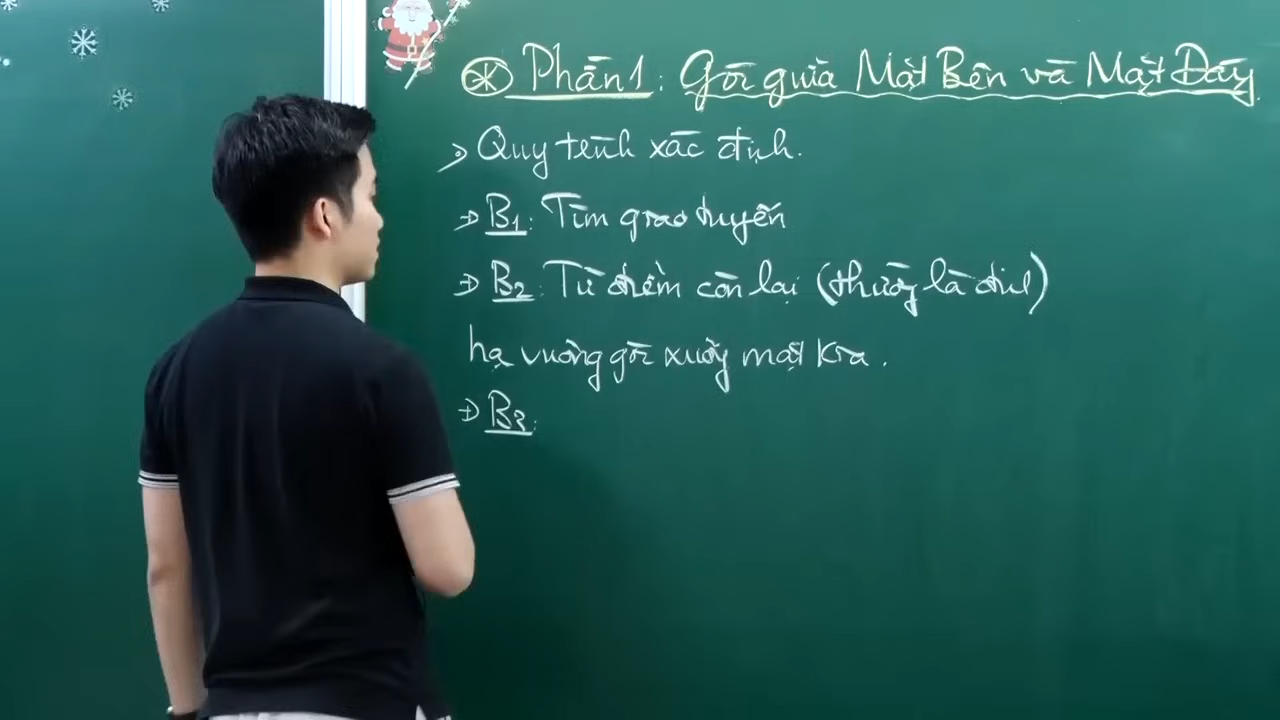 Phần 1: Góc giữa Mặt Bên và Mặt Đáy.
> Quy trình xác định.
→ B1: Tìm giao tuyến
→ B2: Từ điểm còn lại (thường là đỉnh)
hạ vuông góc xuống mặt kia.
→ B3: